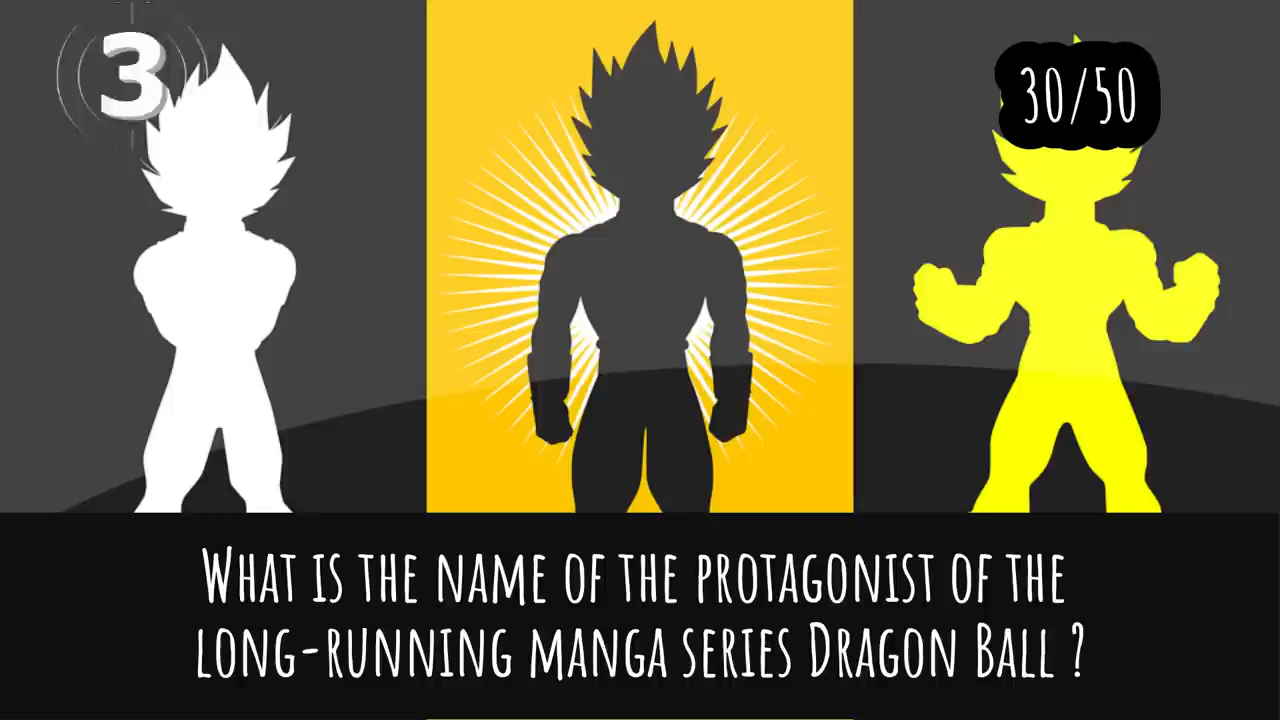 3
30/50
What is the name of the protagonist of the
long-running manga series Dragon Ball ?